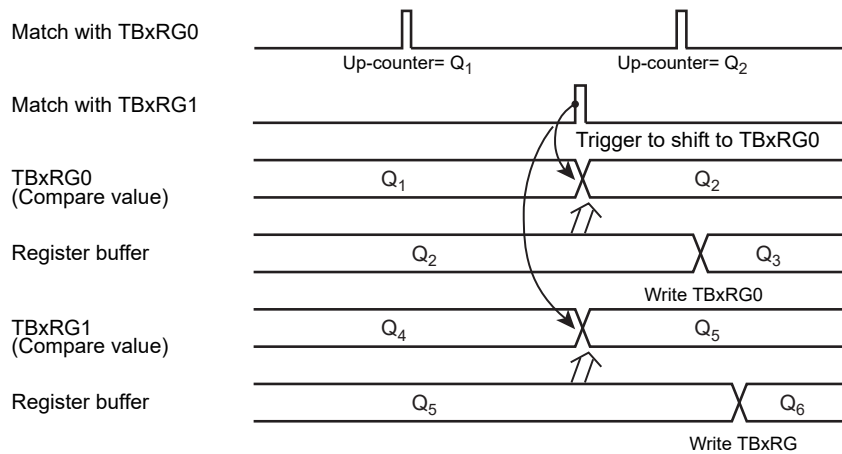 Match with TBxRG0
Up-counter= Q1
Up-counter= Q2
Match with TBxRG1
Trigger to shift to TBxRG0
TBxRG0
(Compare value)
Q1
Q2
Register buffer
Q2
Q3
Write TBxRG0
TBxRG1
(Compare value)
Q4
Q5
Register buffer
Q5
Q6
Write TBxRG